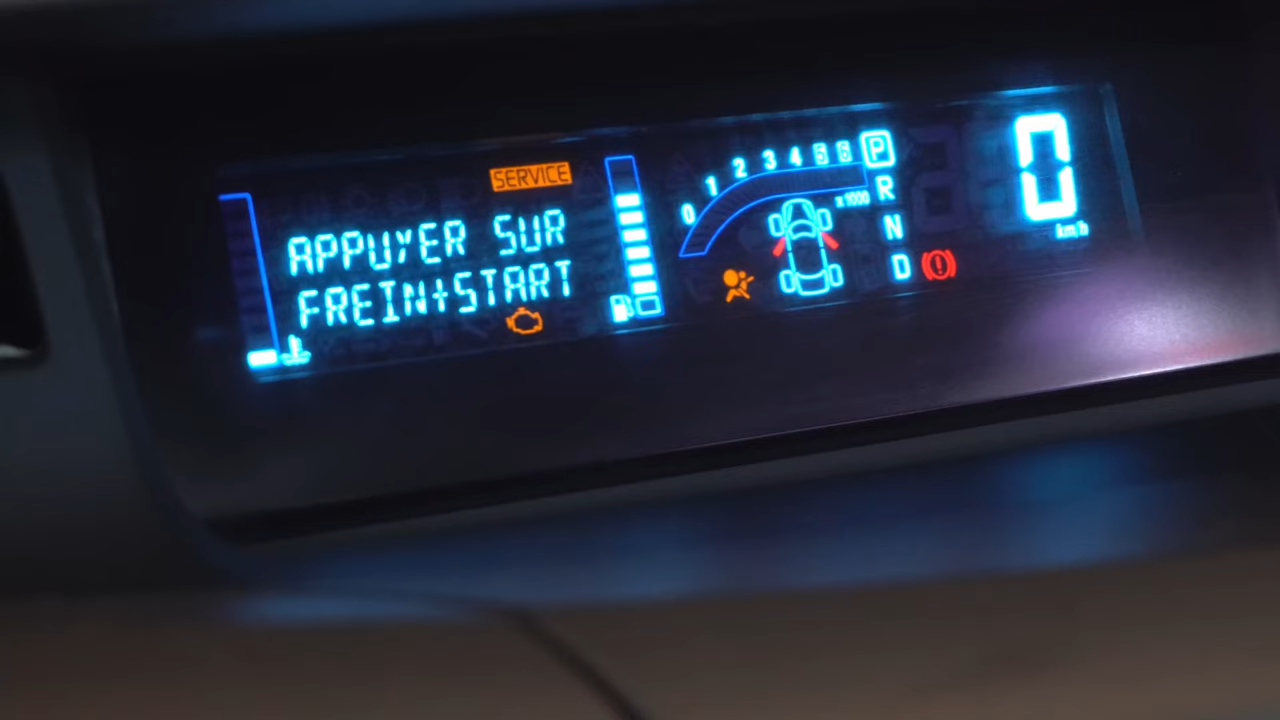 SERVICE
APPUYER SUR
FREIN+START
0 1 2 3 4 5 6
x1000
P
R
N
D
0
km/h